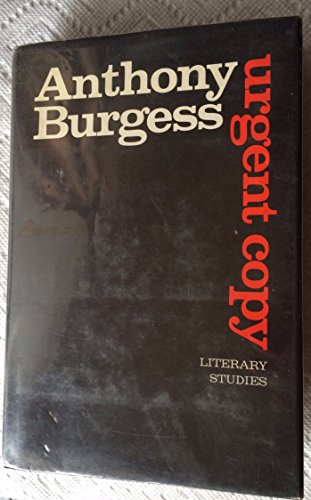 Anthony
Burgess
urgent copy
LITERARY
STUDIES